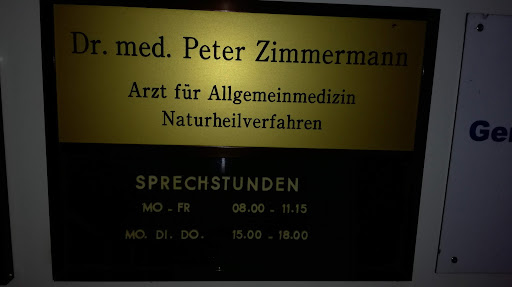 Dr. med. Peter Zimmermann
Arzt für Allgemeinmedizin
Naturheilverfahren
SPRECHSTUNDEN
MO - FR 08.00 - 11.15
MO. DI. DO. 15.00 - 18.00